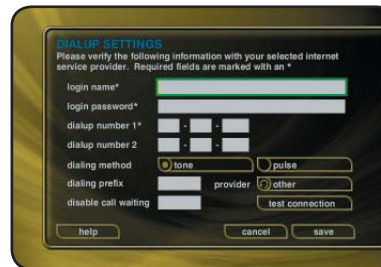 DIALUP SETTINGS
Please verify the following information with your selected internet
service provider. Required fields are marked with an *
login name*
login password*
dialup number 1* - -
dialup number 2 - -
dialing method tone pulse
dialing prefix provider other
disable call waiting test connection
help cancel save